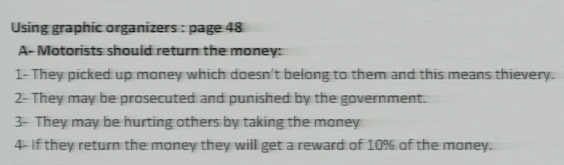 Using graphic organizers : page 48
A- Motorists should return the money:
1- They picked up money which doesn't belong to them and this means thievery.
2- They may be prosecuted and punished by the government.
3- They may be hurting others by taking the money
4- If they return the money they will get a reward of 10% of the money.